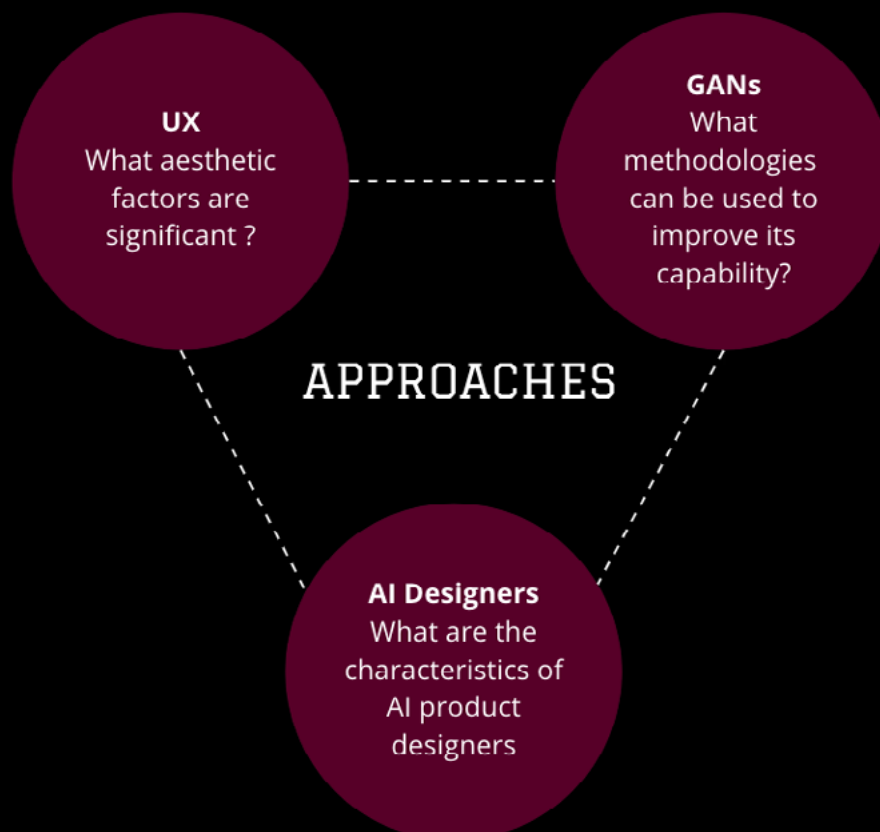 UX
What aesthetic
factors are
significant ?
GANs
What
methodologies
can be used to
improve its
capability?
APPROACHES
AI Designers
What are the
characteristics of
AI product
designers